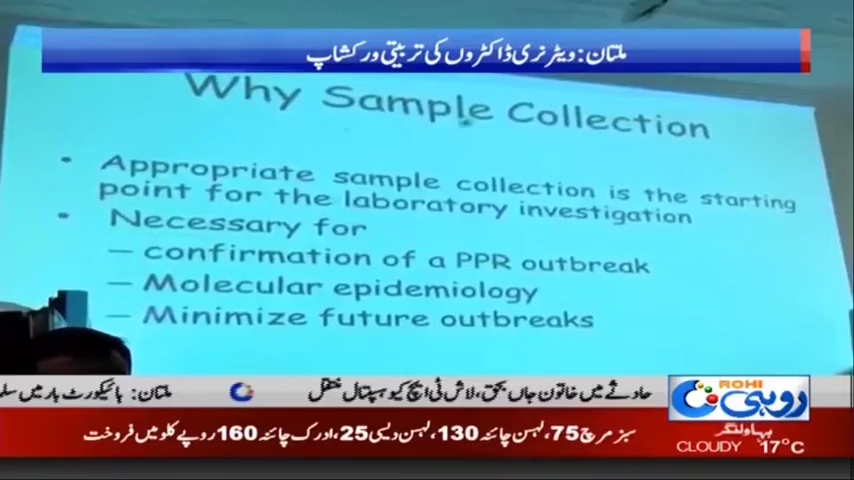 ملتان: ویٹرنری ڈاکٹروں کی تربیتی ورکشاپ
Why Sample Collection
• Appropriate sample collection is the starting
point for the laboratory investigation
• Necessary for
– confirmation of a PPR outbreak
– Molecular epidemiology
– Minimize future outbreaks
حادثے میں خاتون جاں بحق، لاش ٹی ایچ کیو ہسپتال منتقل
ملتان: ہائیکورٹ بار میں سلم
ROHI
روہی
سبز مرچ 75، لہسن چائنہ 130، لہسن دیسی 25، ادرک چائنہ 160 روپے کلو میں فروخت
بہاولنگر
CLOUDY 17°C